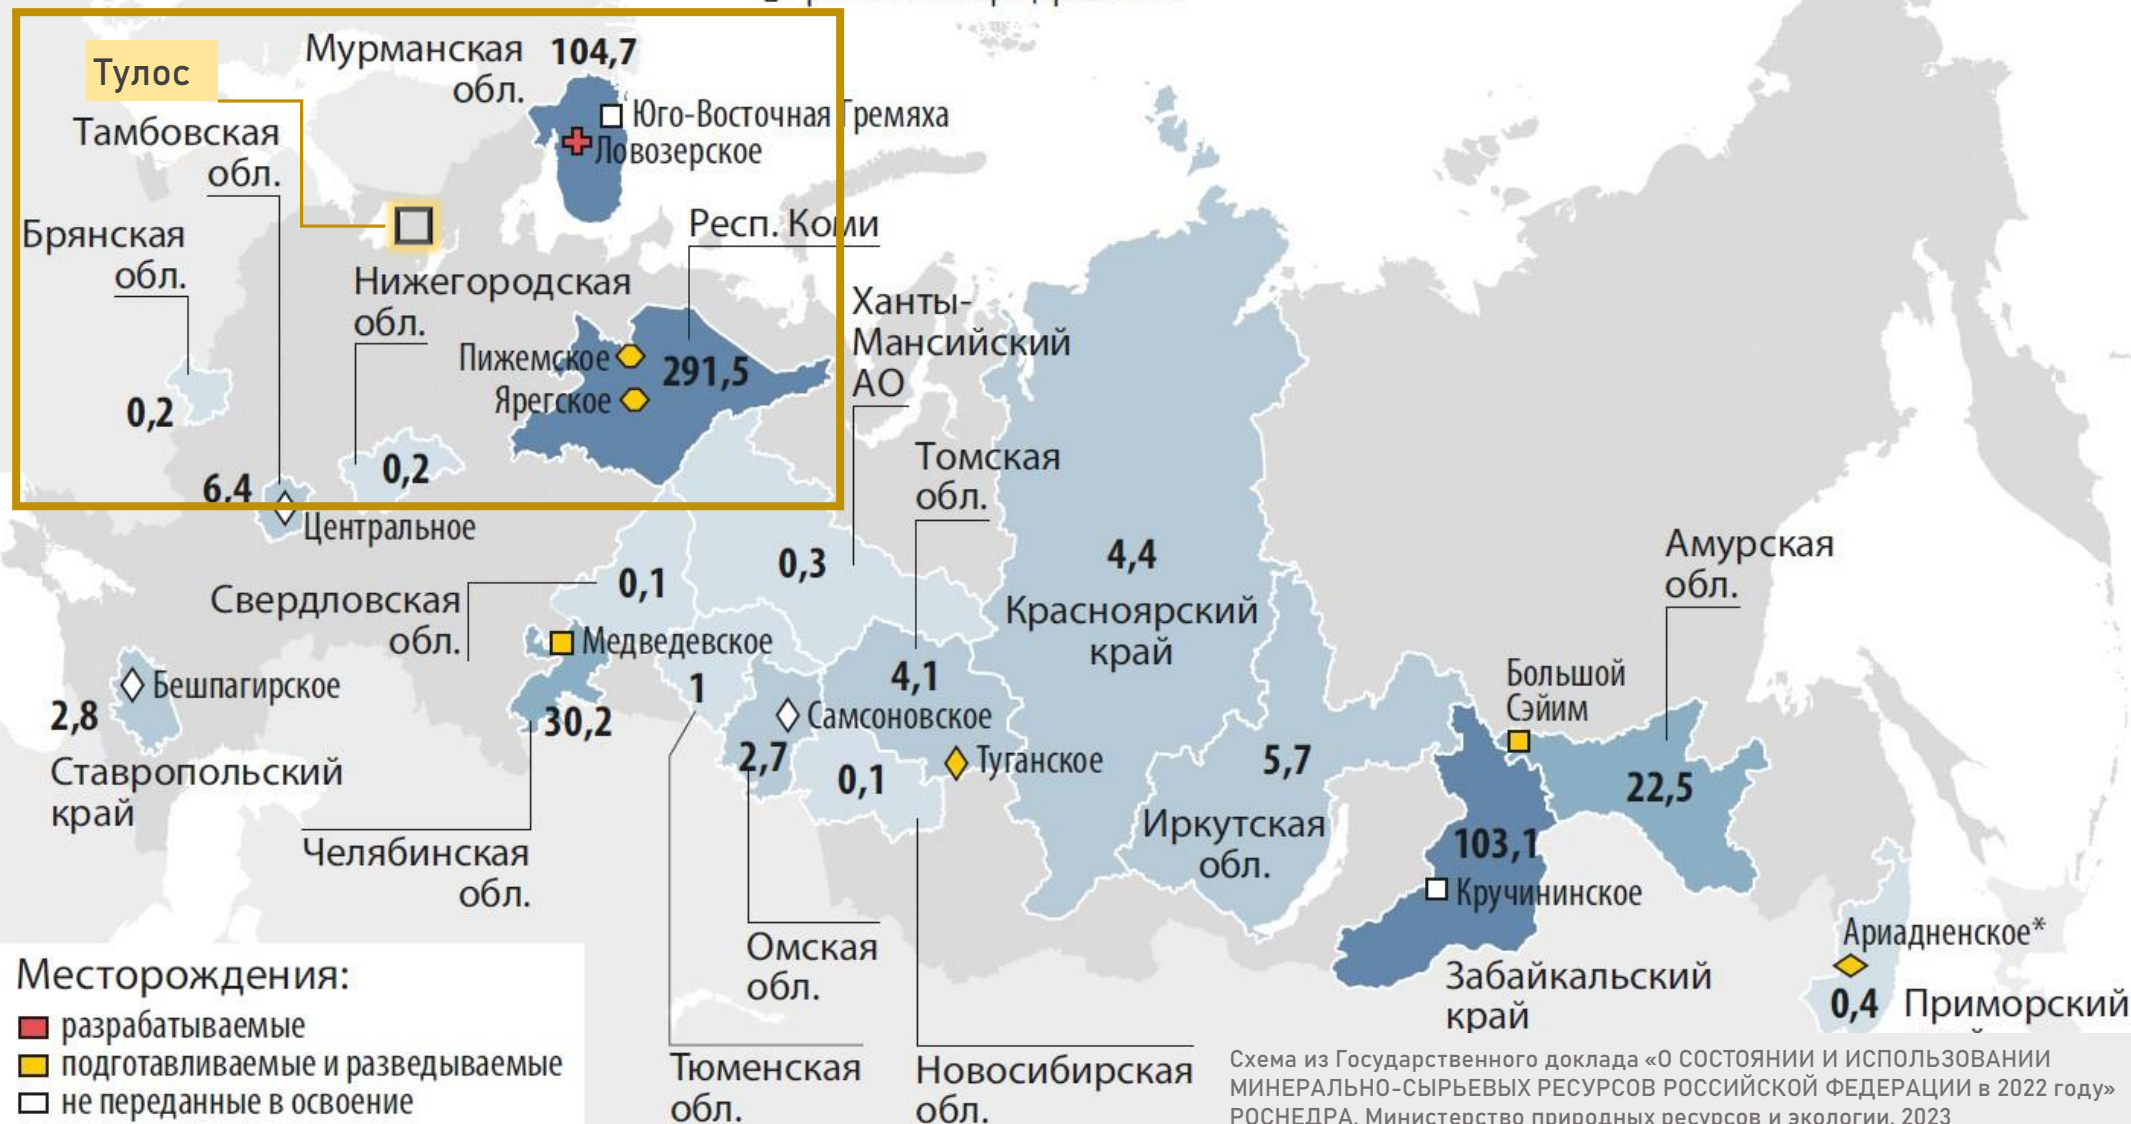 Тулос
Мурманская
обл.
104,7
Юго-Восточная Гремяха
Ловозерское
Тамбовская
обл.
Брянская
обл.
Респ. Коми
Нижегородская
обл.
Пижемское
291,5
Ярегское
0,2
0,2
6,4
Центральное
Ханты-
Мансийский
АО
Томская
обл.
0,3
0,1
4,4
Красноярский
край
Амурская
обл.
Свердловская
обл.
Медведевское
1
4,1
Большой
Сэйим
Бешпагирское
2,8
30,2
Самсоновское
2,7
Туганское
0,1
5,7
22,5
Ставропольский
край
Иркутская
обл.
103,1
Кручининское
Челябинская
обл.
Омская
обл.
Ариадненское*
0,4
Приморский
Забайкальский
край
Месторождения:
разрабатываемые
подготавливаемые и разведываемые
не переданные в освоение
Тюменская
обл.
Новосибирская
обл.
Схема из Государственного доклада «О СОСТОЯНИИ И ИСПОЛЬЗОВАНИИ
МИНЕРАЛЬНО-СЫРЬЕВЫХ РЕСУРСОВ РОССИЙСКОЙ ФЕДЕРАЦИИ в 2022 году»
РОСНЕДРА, Министерство природных ресурсов и экологии, 2023